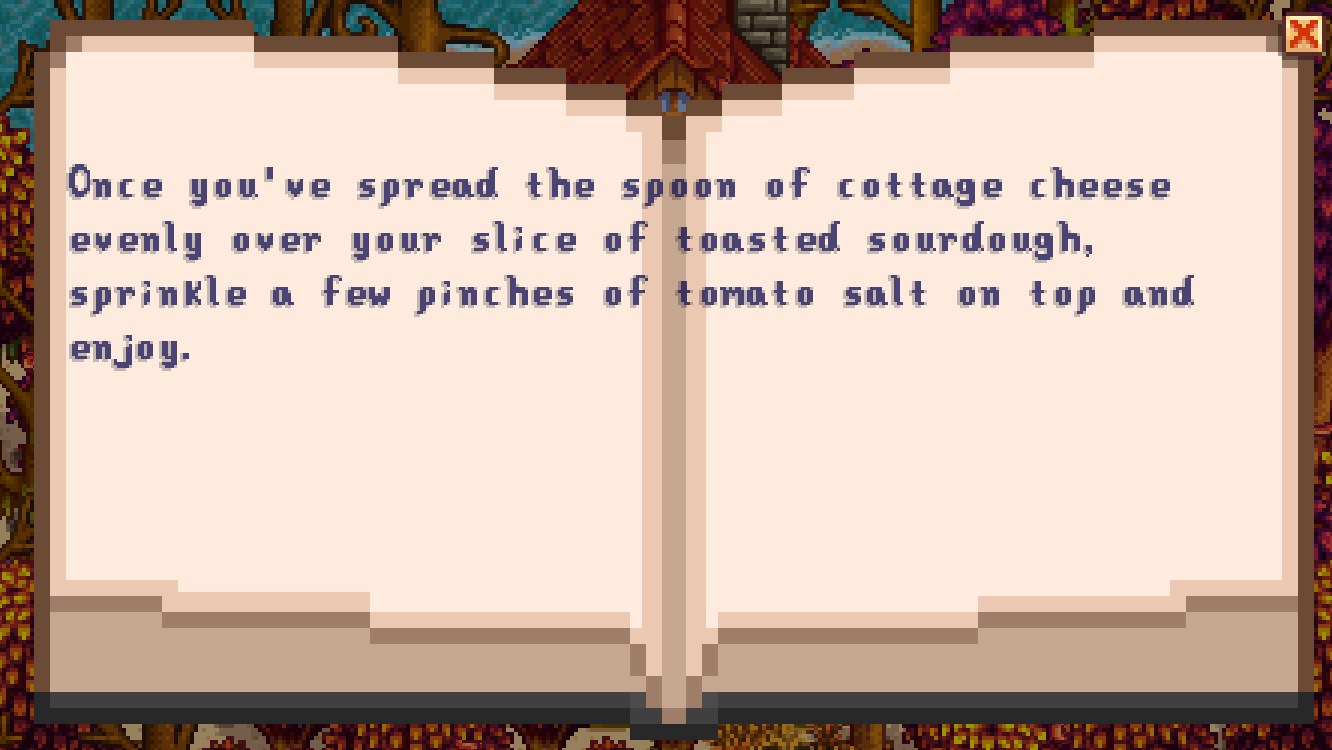 Once you've spread the spoon of cottage cheese
evenly over your slice of toasted sourdough,
sprinkle a few pinches of tomato salt on top and
enjoy.